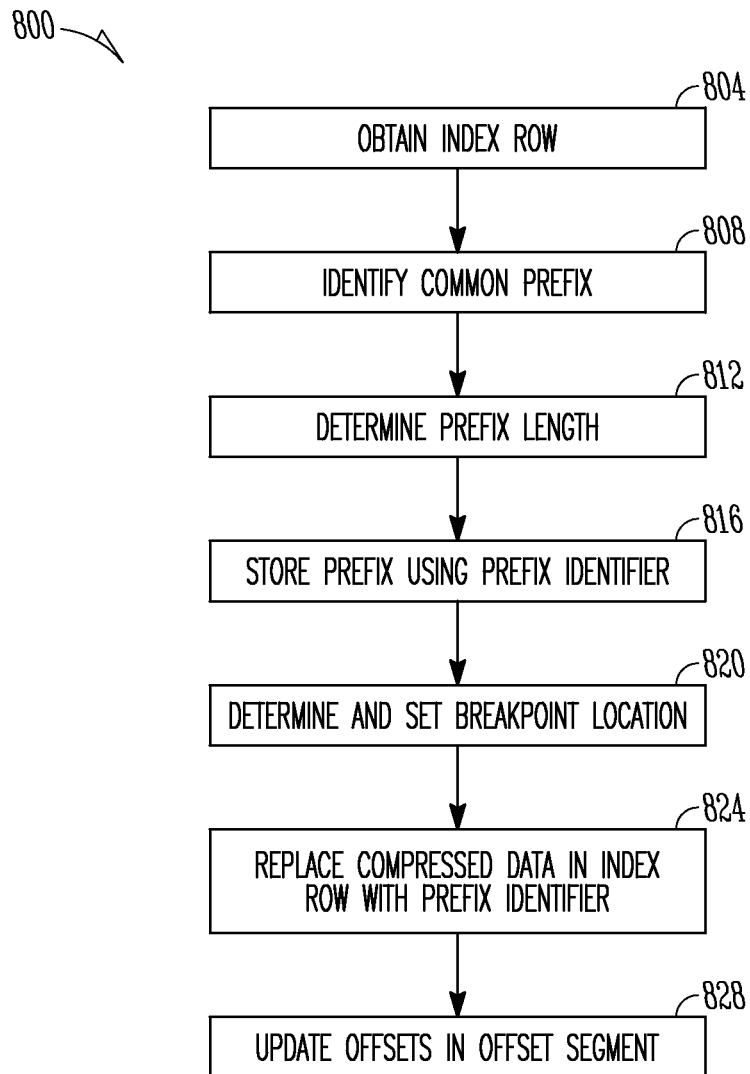 800
804
OBTAIN INDEX ROW
808
IDENTIFY COMMON PREFIX
812
DETERMINE PREFIX LENGTH
816
STORE PREFIX USING PREFIX IDENTIFIER
820
DETERMINE AND SET BREAKPOINT LOCATION
824
REPLACE COMPRESSED DATA IN INDEX
ROW WITH PREFIX IDENTIFIER
828
UPDATE OFFSETS IN OFFSET SEGMENT